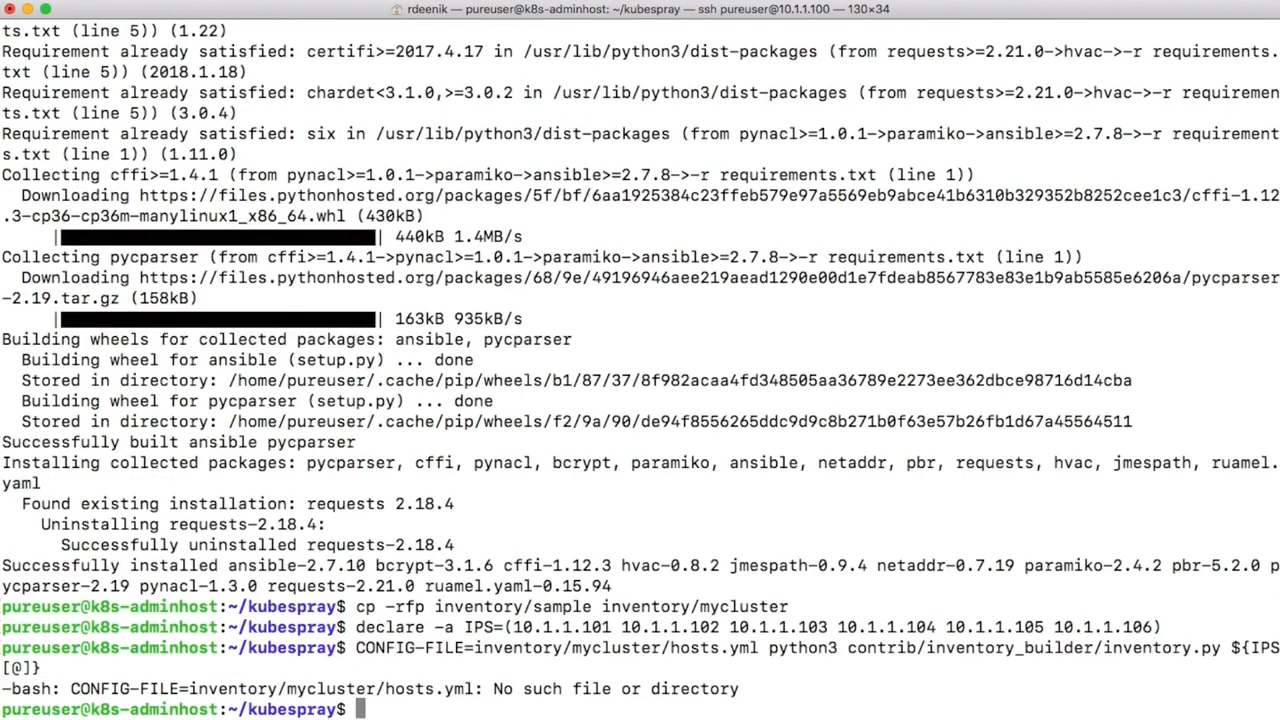 rdeenik — pureuser@k8s-adminhost: ~/kubespray — ssh pureuser@10.1.1.100 — 130×34
ts.txt (line 5)) (1.22)
Requirement already satisfied: certifi>=2017.4.17 in /usr/lib/python3/dist-packages (from requests>=2.21.0->hvac->-r requirements.
txt (line 5)) (2018.1.18)
Requirement already satisfied: chardet<3.1.0,>=3.0.2 in /usr/lib/python3/dist-packages (from requests>=2.21.0->hvac->-r requiremen
ts.txt (line 5)) (3.0.4)
Requirement already satisfied: six in /usr/lib/python3/dist-packages (from pynacl>=1.0.1->paramiko->ansible>=2.7.8->-r requirement
s.txt (line 1)) (1.11.0)
Collecting cffi>=1.4.1 (from pynacl>=1.0.1->paramiko->ansible>=2.7.8->-r requirements.txt (line 1))
  Downloading https://files.pythonhosted.org/packages/5f/bf/6aa1925384c23ffeb579e97a5569eb9abce41b6310b329352b8252cee1c3/cffi-1.12
.3-cp36-cp36m-manylinux1_x86_64.whl (430kB)
|████████████████████████████████| 440kB 1.4MB/s
Collecting pycparser (from cffi>=1.4.1->pynacl>=1.0.1->paramiko->ansible>=2.7.8->-r requirements.txt (line 1))
  Downloading https://files.pythonhosted.org/packages/68/9e/49196946aee219aead1290e00d1e7fdeab8567783e83e1b9ab5585e6206a/pycparser
-2.19.tar.gz (158kB)
|████████████████████████████████| 163kB 935kB/s
Building wheels for collected packages: ansible, pycparser
  Building wheel for ansible (setup.py) ... done
  Stored in directory: /home/pureuser/.cache/pip/wheels/b1/87/37/8f982acaa4fd348505aa36789e2273ee362dbce98716d14cba
  Building wheel for pycparser (setup.py) ... done
  Stored in directory: /home/pureuser/.cache/pip/wheels/f2/9a/90/de94f8556265ddc9d9c8b271b0f63e57b26fb1d67a45564511
Successfully built ansible pycparser
Installing collected packages: pycparser, cffi, pynacl, bcrypt, paramiko, ansible, netaddr, pbr, requests, hvac, jmespath, ruamel.
yaml
  Found existing installation: requests 2.18.4
    Uninstalling requests-2.18.4:
      Successfully uninstalled requests-2.18.4
Successfully installed ansible-2.7.10 bcrypt-3.1.6 cffi-1.12.3 hvac-0.8.2 jmespath-0.9.4 netaddr-0.7.19 paramiko-2.4.2 pbr-5.2.0 p
ycparser-2.19 pynacl-1.3.0 requests-2.21.0 ruamel.yaml-0.15.94
pureuser@k8s-adminhost:~/kubespray$ cp -rfp inventory/sample inventory/mycluster
pureuser@k8s-adminhost:~/kubespray$ declare -a IPS=(10.1.1.101 10.1.1.102 10.1.1.103 10.1.1.104 10.1.1.105 10.1.1.106)
pureuser@k8s-adminhost:~/kubespray$ CONFIG-FILE=inventory/mycluster/hosts.yml python3 contrib/inventory_builder/inventory.py ${IPS
[@]}
-bash: CONFIG-FILE=inventory/mycluster/hosts.yml: No such file or directory
pureuser@k8s-adminhost:~/kubespray$